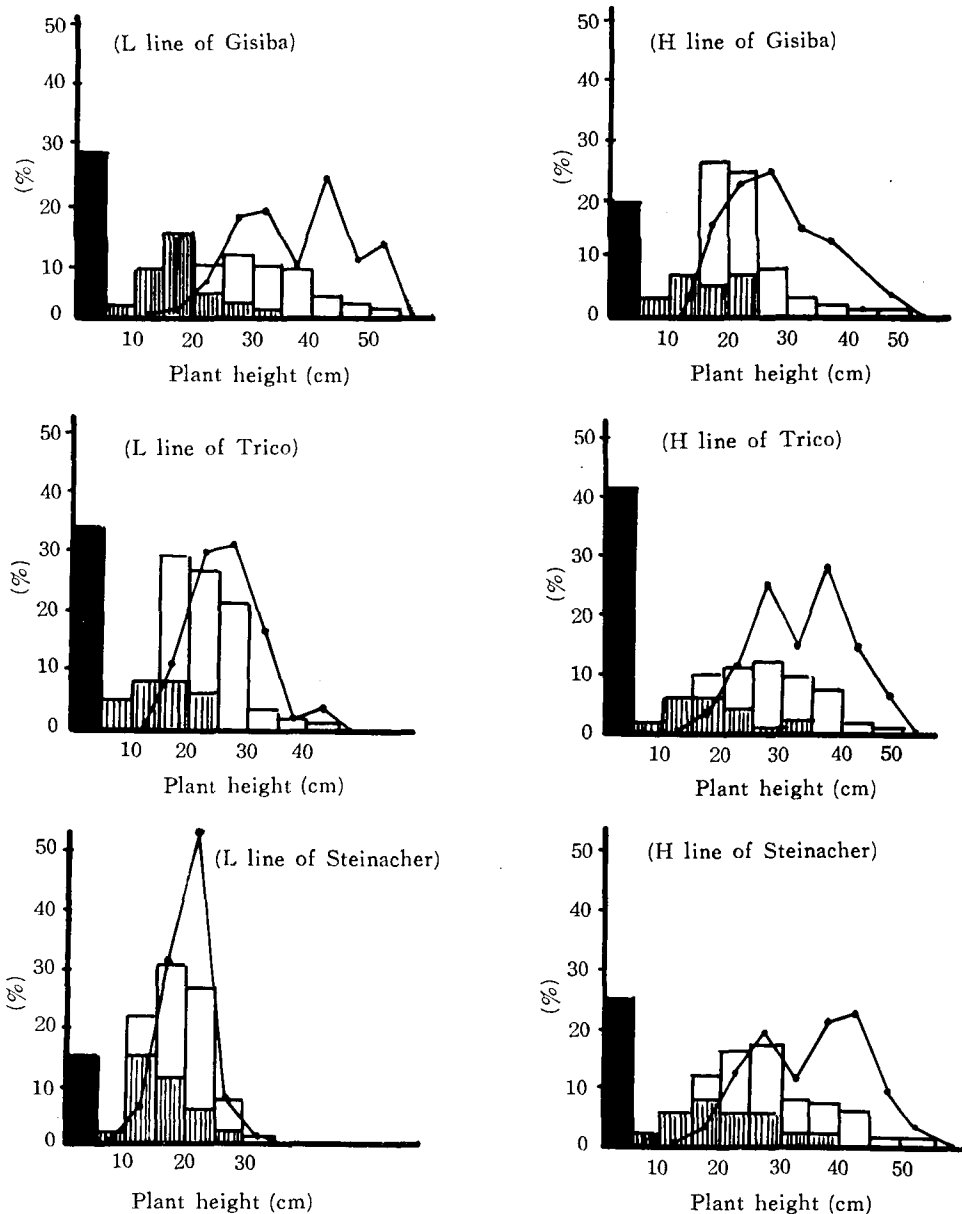 (L line of Gisiba)
50
40
30
20
10
0
(%)
10 20 30 40 50
Plant height (cm)
(H line of Gisiba)
50
40
30
20
10
0
(%)
10 20 30 40 50
Plant height (cm)
(L line of Trico)
50
40
30
20
10
0
(%)
10 20 30 40
Plant height (cm)
(H line of Trico)
50
40
30
20
10
0
(%)
10 20 30 40 50
Plant height (cm)
(L line of Steinacher)
50
40
30
20
10
0
(%)
10 20 30
Plant height (cm)
(H line of Steinacher)
50
40
30
20
10
0
(%)
10 20 30 40 50
Plant height (cm)